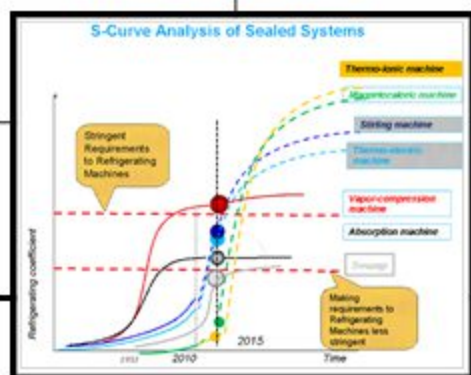 S-Curve Analysis of Sealed Systems
Thermo-ionic machine
Magnetocaloric machine
Stringent
Requirements
to Refrigerating
Machines
Stirling machine
Thermo-electric
machine
Vapor-compression
machine
Absorption machine
Refrigerating coefficient
Making
requirements to
Refrigerating
Machines less
stringent
2010
2015
Time